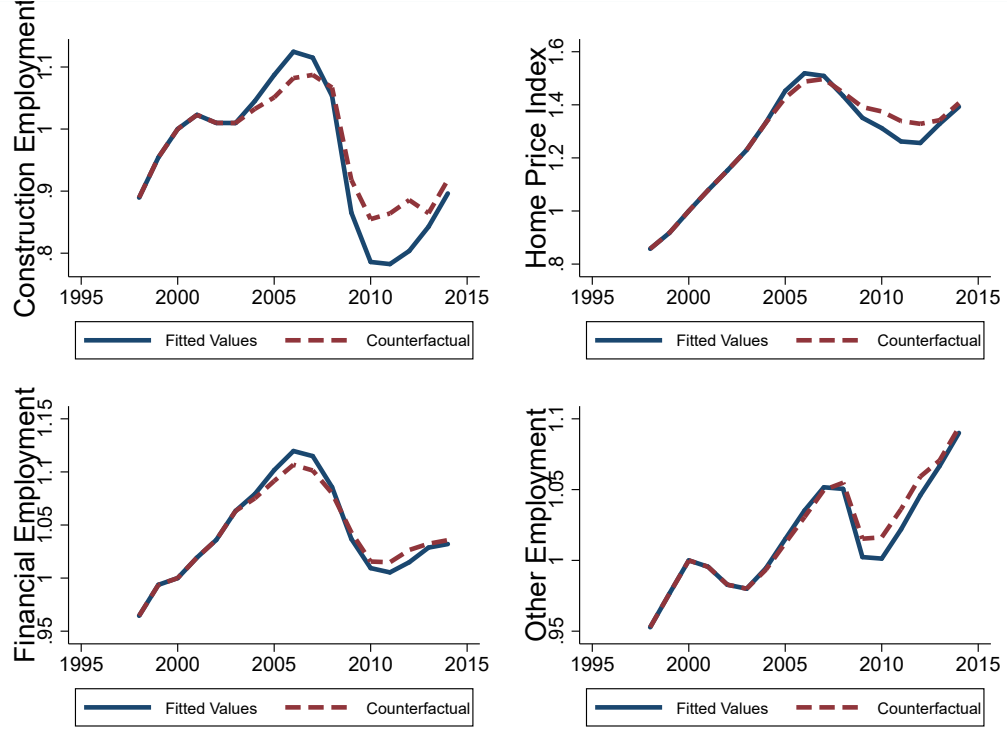 Construction Employment
.8 .9 1 1.1
1995 2000 2005 2010 2015
Fitted Values Counterfactual
Home Price Index
.8 1 1.2 1.4 1.6
1995 2000 2005 2010 2015
Fitted Values Counterfactual
Financial Employment
.95 1 1.05 1.1 1.15
1995 2000 2005 2010 2015
Fitted Values Counterfactual
Other Employment
.95 1 1.05 1.1
1995 2000 2005 2010 2015
Fitted Values Counterfactual